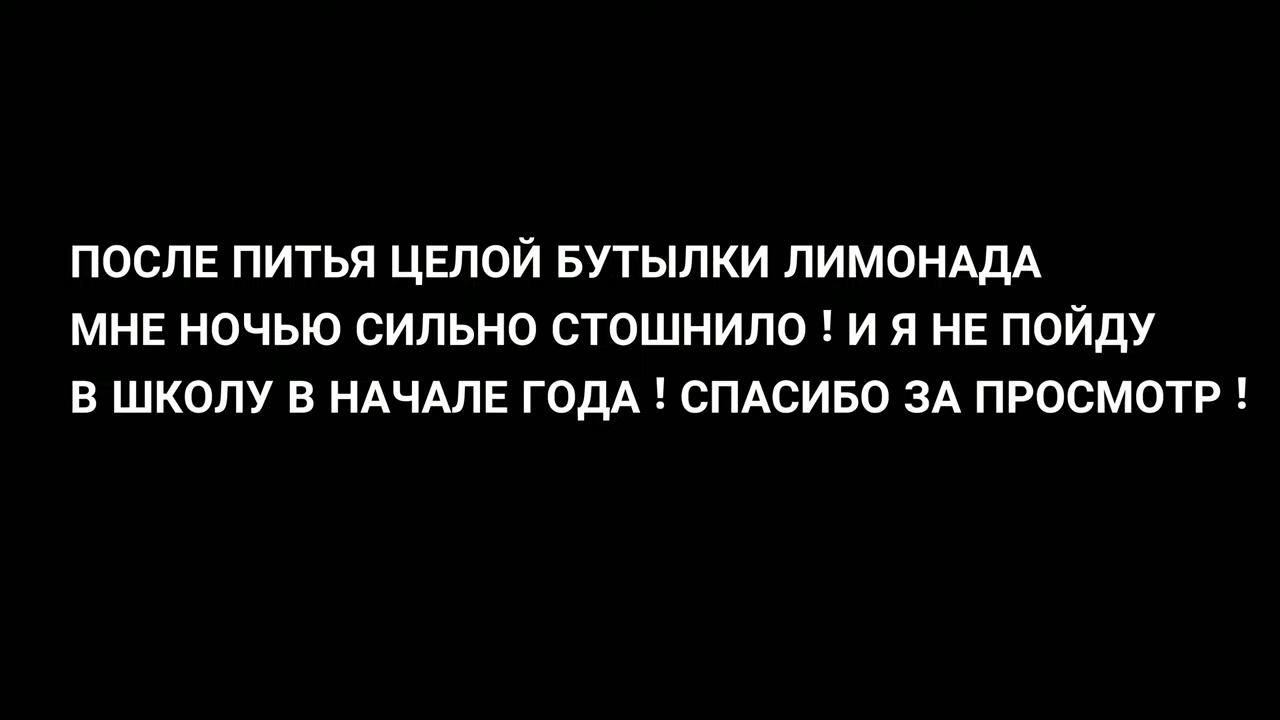 ПОСЛЕ ПИТЬЯ ЦЕЛОЙ БУТЫЛКИ ЛИМОНАДА
МНЕ НОЧЬЮ СИЛЬНО СТОШНИЛО ! И Я НЕ ПОЙДУ
В ШКОЛУ В НАЧАЛЕ ГОДА ! СПАСИБО ЗА ПРОСМОТР !